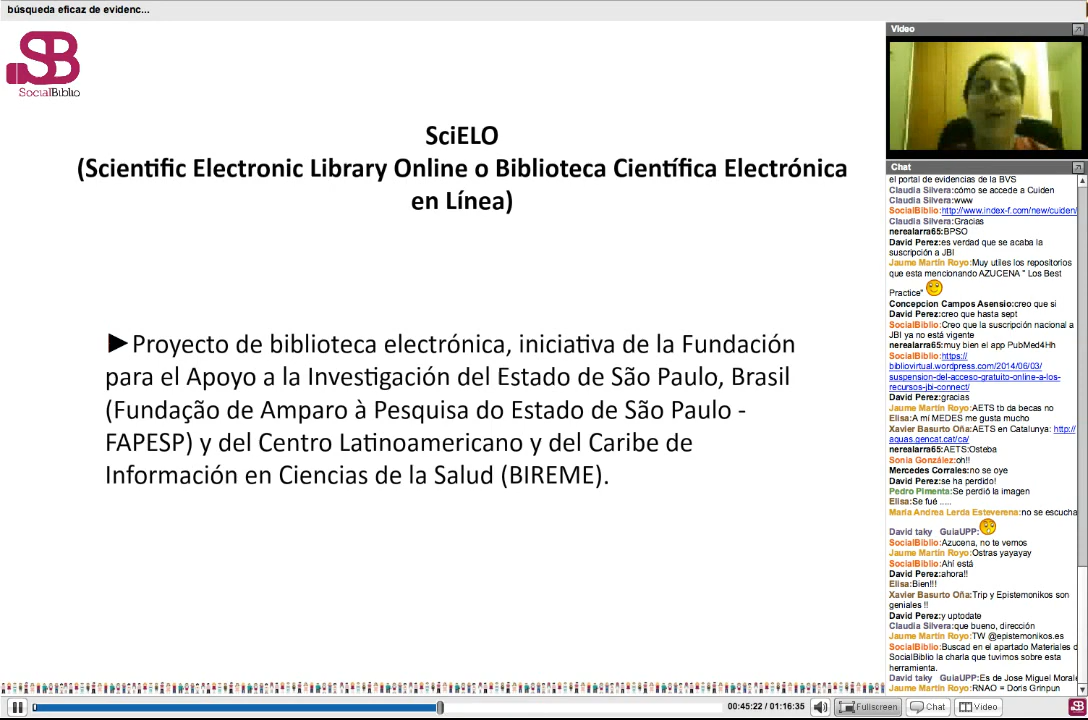 búsqueda eficaz de evidenc...
SB
SocialBiblio
SciELO
(Scientific Electronic Library Online o Biblioteca Científica Electrónica
en Línea)
►Proyecto de biblioteca electrónica, iniciativa de la Fundación
para el Apoyo a la Investigación del Estado de São Paulo, Brasil
(Fundação de Amparo à Pesquisa do Estado de São Paulo -
FAPESP) y del Centro Latinoamericano y del Caribe de
Información en Ciencias de la Salud (BIREME).
Video
Chat
el portal de evidencias de la BVS
Claudia Silvera:cómo se accede a Cuiden
Claudia Silvera:www
SocialBiblio:http://www.index-f.com/new/cuiden/
Claudia Silvera:Gracias
nerealarra65:BPSO
David Perez:es verdad que se acaba la
suscripción a JBI
Jaume Martín Royo:Muy utiles los repositorios
que esta mencionando AZUCENA " Los Best
Practice"
Concepcion Campos Asensio:creo que si
David Perez:creo que hasta sept
SocialBiblio:Creo que la suscripción nacional a
JBI ya no está vigente
nerealarra65:muy bien el app PubMed4Hh
SocialBiblio:https://
bibliovirtual.wordpress.com/2014/06/03/
suspension-del-acceso-gratuito-online-a-los-
recursos-jbi-connect/
David Perez:gracias
Jaume Martín Royo:AETS tb da becas no
Elisa:A mí MEDES me gusta mucho
Xavier Basurto Oña:AETS en Catalunya: http://
aquas.gencat.cat/ca/
nerealarra65:AETS:Osteba
Sonia González:oh!!
Mercedes Corrales:no se oye
David Perez:se ha perdido!
Pedro Pimenta:Se perdió la imagen
Elisa:Se fué .....
Maria Andrea Lerda Esteverena:no se escucha
David taky GuiaUPP:
SocialBiblio:Azucena, no te vemos
Jaume Martín Royo:Ostras yayayay
SocialBiblio:Ahí está
David Perez:ahora!!
Elisa:Bien!!!
Xavier Basurto Oña:Trip y Epistemonikos son
geniales !!
David Perez:y uptodate
Claudia Silvera:que bueno, dirección
Jaume Martín Royo:TW @epistemonikos.es
SocialBiblio:Buscad en el apartado Materiales d
SocialBiblio la charla que tuvimos sobre esta
herramienta.
David taky GuiaUPP:Es de Jose Miguel Morale
Jaume Martín Royo:RNAO = Doris Grinpun
00:45:22 / 01:16:35
Fullscreen
Chat
Video
SB